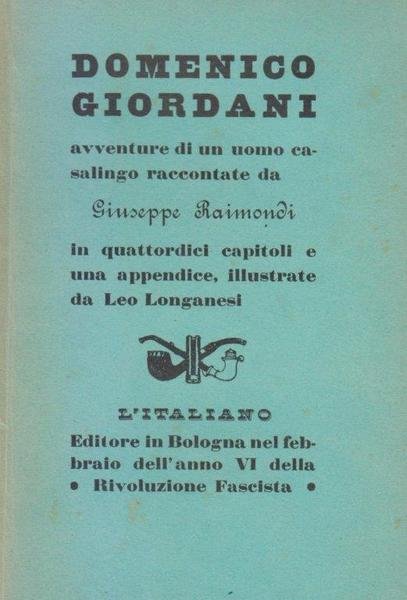 DOMENICO
GIORDANI
avventure di un uomo ca-
salingo raccontate da
Giuseppe Raimondi
in quattordici capitoli e
una appendice, illustrate
da Leo Longanesi
L'ITALIANO
Editore in Bologna nel feb-
braio dell'anno VI della
• Rivoluzione Fascista •